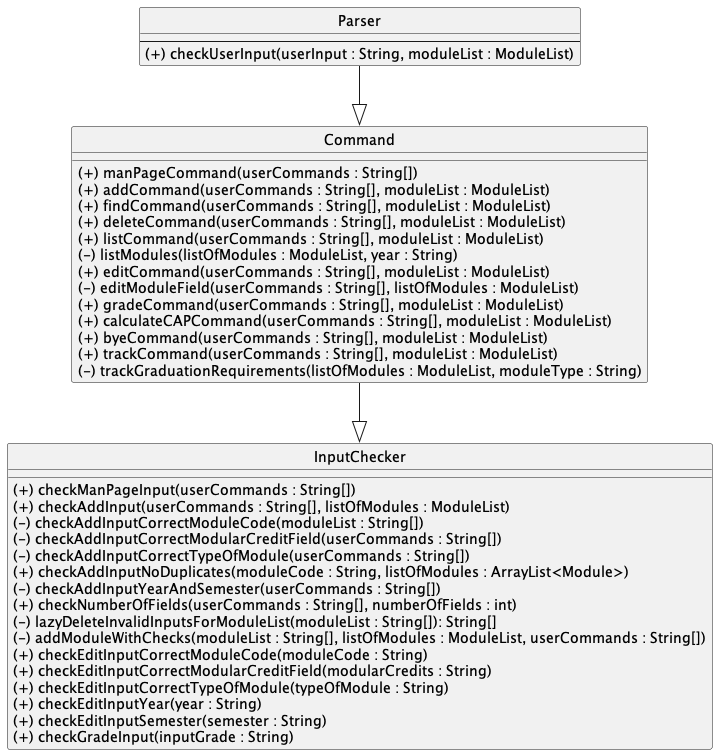 Parser
(+) checkUserInput(userInput : String, moduleList : ModuleList)
Command
(+) manPageCommand(userCommands : String[])
(+) addCommand(userCommands : String[], moduleList : ModuleList)
(+) findCommand(userCommands : String[], moduleList : ModuleList)
(+) deleteCommand(userCommands : String[], moduleList : ModuleList)
(+) listCommand(userCommands : String[], moduleList : ModuleList)
(-) listModules(listOfModules : ModuleList, year : String)
(+) editCommand(userCommands : String[], moduleList : ModuleList)
(-) editModuleField(userCommands : String[], listOfModules : ModuleList)
(+) gradeCommand(userCommands : String[], moduleList : ModuleList)
(+) calculateCAPCommand(userCommands : String[], moduleList : ModuleList)
(+) byeCommand(userCommands : String[], moduleList : ModuleList)
(+) trackCommand(userCommands : String[], moduleList : ModuleList)
(-) trackGraduationRequirements(listOfModules : ModuleList, moduleType : String)
InputChecker
(+) checkManPageInput(userCommands : String[])
(+) checkAddInput(userCommands : String[], listOfModules : ModuleList)
(-) checkAddInputCorrectModuleCode(moduleList : String[])
(-) checkAddInputCorrectModularCreditField(userCommands : String[])
(-) checkAddInputCorrectTypeOfModule(userCommands : String[])
(+) checkAddInputNoDuplicates(moduleCode : String, listOfModules : ArrayList<Module>)
(-) checkAddInputYearAndSemester(userCommands : String[])
(+) checkNumberOfFields(userCommands : String[], numberOfFields : int)
(-) lazyDeleteInvalidInputsForModuleList(moduleList : String[]): String[]
(-) addModuleWithChecks(moduleList : String[], listOfModules : ModuleList, userCommands : String[])
(+) checkEditInputCorrectModuleCode(moduleCode : String)
(+) checkEditInputCorrectModularCreditField(modularCredits : String)
(+) checkEditInputCorrectTypeOfModule(typeOfModule : String)
(+) checkEditInputYear(year : String)
(+) checkEditInputSemester(semester : String)
(+) checkGradeInput(inputGrade : String)